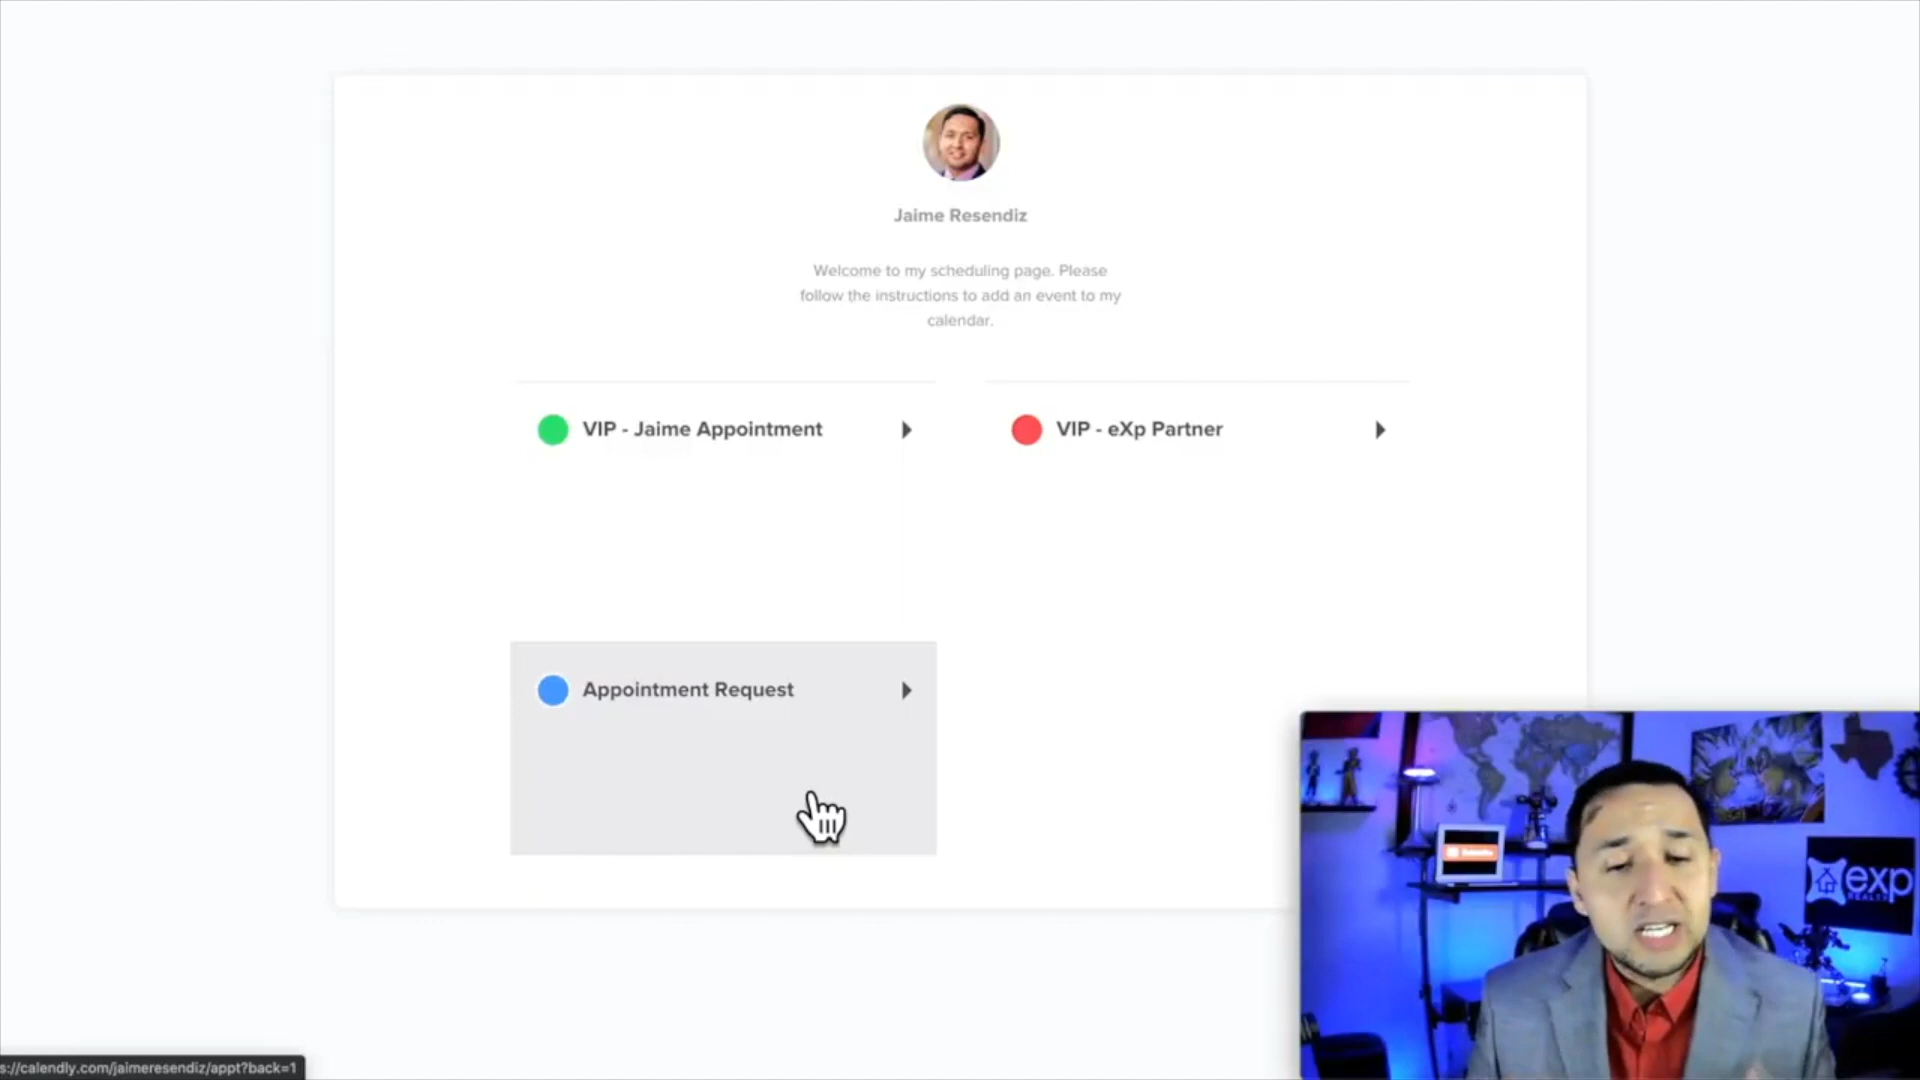 Jaime Resendiz
Welcome to my scheduling page. Please
follow the instructions to add an event to my
calendar.
VIP - Jaime Appointment
VIP - eXp Partner
Appointment Request
exp
REALTY
s://calendly.com/jaimeresendiz/appt?back=1